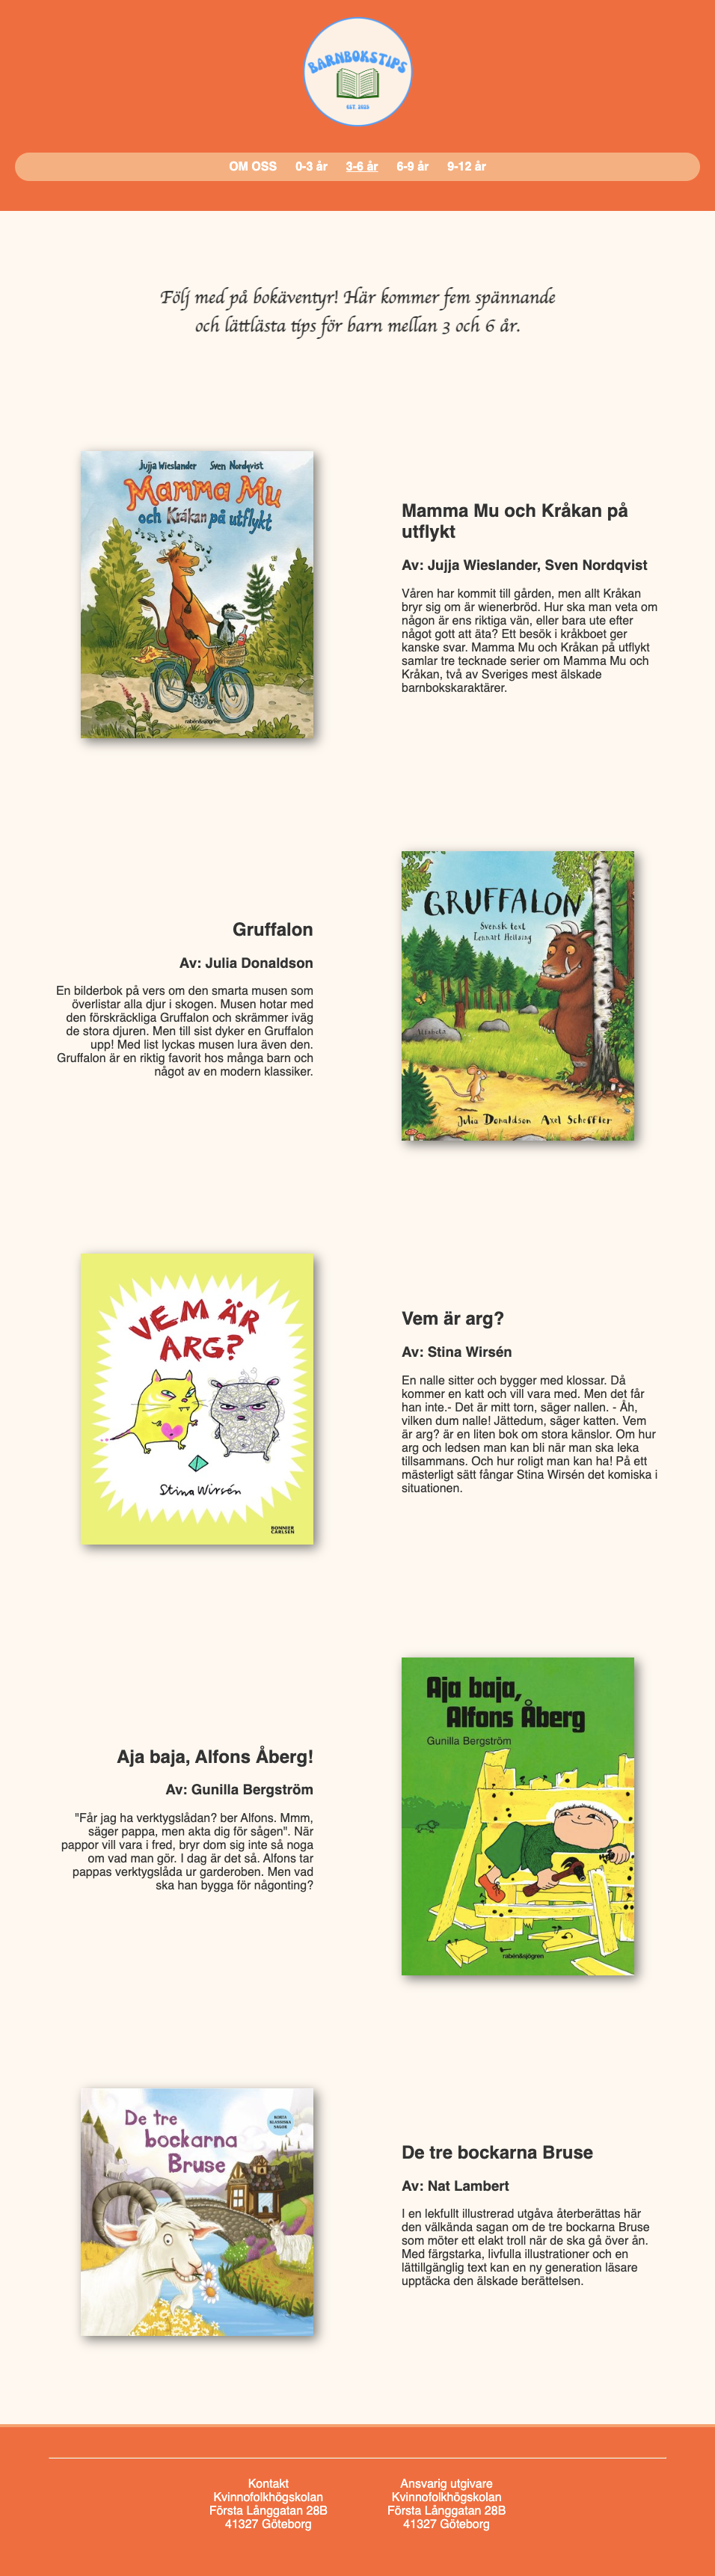 BARNBOKSTIPS
EST. 2025
OM OSS 0-3 år 3-6 år 6-9 år 9-12 år
Följ med på bokäventyr! Här kommer fem spännande
och lättlästa tips för barn mellan 3 och 6 år.
Jujja Wieslander Sven Nordqvist
Mamma Mu
och Kråkan på utflykt
rabén&sjögren
Mamma Mu och Kråkan på
utflykt
Av: Jujja Wieslander, Sven Nordqvist
Våren har kommit till gården, men allt Kråkan
bryr sig om är wienerbröd. Hur ska man veta om
någon är ens riktiga vän, eller bara ute efter
något gott att äta? Ett besök i kråkboet ger
kanske svar. Mamma Mu och Kråkan på utflykt
samlar tre tecknade serier om Mamma Mu och
Kråkan, två av Sveriges mest älskade
barnbokskaraktärer.
Gruffalon
Av: Julia Donaldson
En bilderbok på vers om den smarta musen som
överlistar alla djur i skogen. Musen hotar med
den förskräckliga Gruffalon och skrämmer iväg
de stora djuren. Men till sist dyker en Gruffalon
upp! Med list lyckas musen lura även den.
Gruffalon är en riktig favorit hos många barn och
något av en modern klassiker.
GRUFFALON
Svensk text
Lennart Hellsing
Julia Donaldson Axel Scheffler
VEM ÄR
ARG?
Stina Wirsén
BONNIER
CARLSEN
Vem är arg?
Av: Stina Wirsén
En nalle sitter och bygger med klossar. Då
kommer en katt och vill vara med. Men det får
han inte.- Det är mitt torn, säger nallen. - Åh,
vilken dum nalle! Jättedum, säger katten. Vem
är arg? är en liten bok om stora känslor. Om hur
arg och ledsen man kan bli när man ska leka
tillsammans. Och hur roligt man kan ha! På ett
mästerligt sätt fångar Stina Wirsén det komiska i
situationen.
Aja baja, Alfons Åberg!
Av: Gunilla Bergström
"Får jag ha verktygslådan? ber Alfons. Mmm,
säger pappa, men akta dig för sågen". När
pappor vill vara i fred, bryr dom sig inte så noga
om vad man gör. I dag är det så. Alfons tar
pappas verktygslåda ur garderoben. Men vad
ska han bygga för någonting?
Aja baja,
Alfons Åberg
Gunilla Bergström
rabén&sjögren
De tre
bockarna
Bruse
De tre bockarna Bruse
Av: Nat Lambert
I en lekfullt illustrerad utgåva återberättas här
den välkända sagan om de tre bockarna Bruse
som möter ett elakt troll när de ska gå över ån.
Med färgstarka, livfulla illustrationer och en
lättillgänglig text kan en ny generation läsare
upptäcka den älskade berättelsen.
Kontakt
Kvinnofolkhögskolan
Första Långgatan 28B
41327 Göteborg
Ansvarig utgivare
Kvinnofolkhögskolan
Första Långgatan 28B
41327 Göteborg